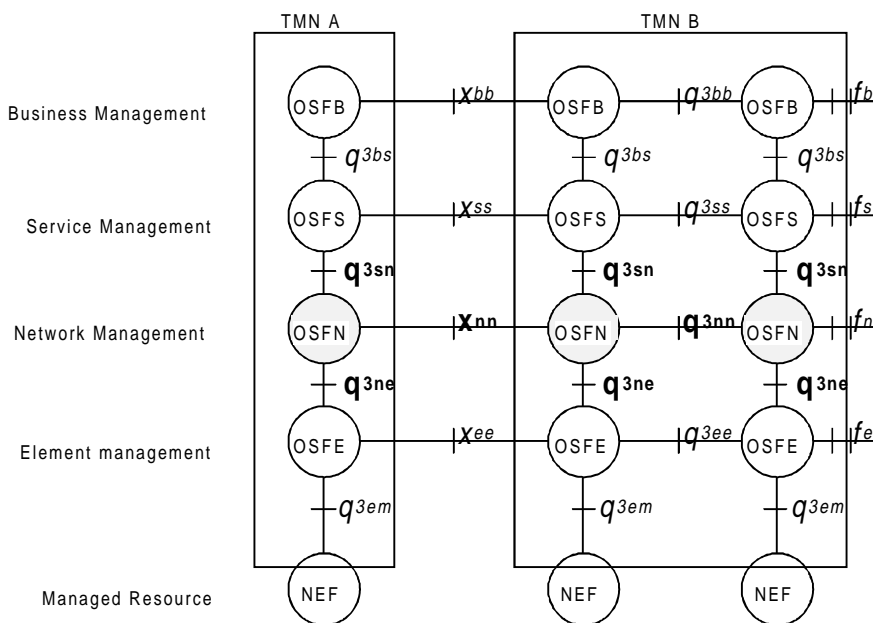 TMN A TMN B
Business Management OSFB xbb OSFB q3bb OSFB fb
q3bs q3bs q3bs
Service Management OSFS xss OSFS q3ss OSFS fs
q3sn q3sn q3sn
Network Management OSFN xnn OSFN q3nn OSFN fn
q3ne q3ne q3ne
Element management OSFE xee OSFE q3ee OSFE fe
q3em q3em q3em
Managed Resource NEF NEF NEF